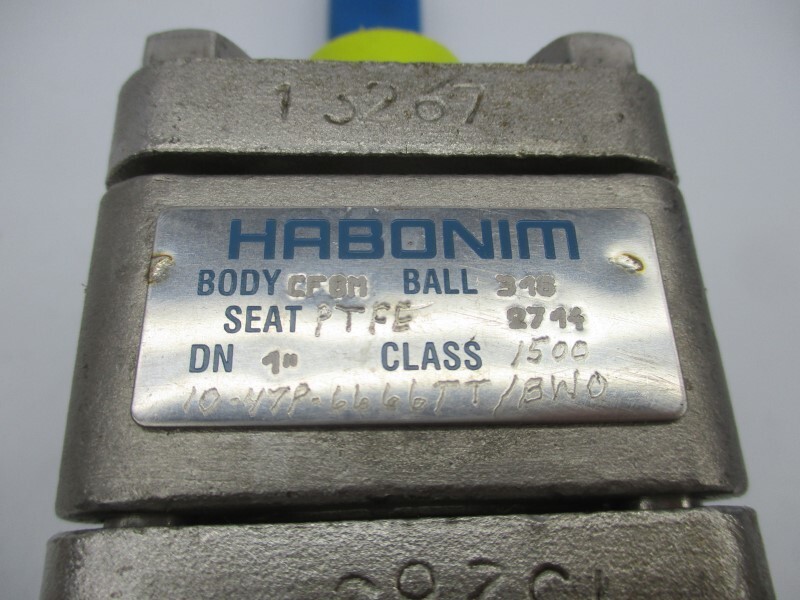 13267
HABONIM
BODY CF8M BALL 316
SEAT PTFE 2714
DN 1" CLASS 1500
10-47P-6666TT/BWO